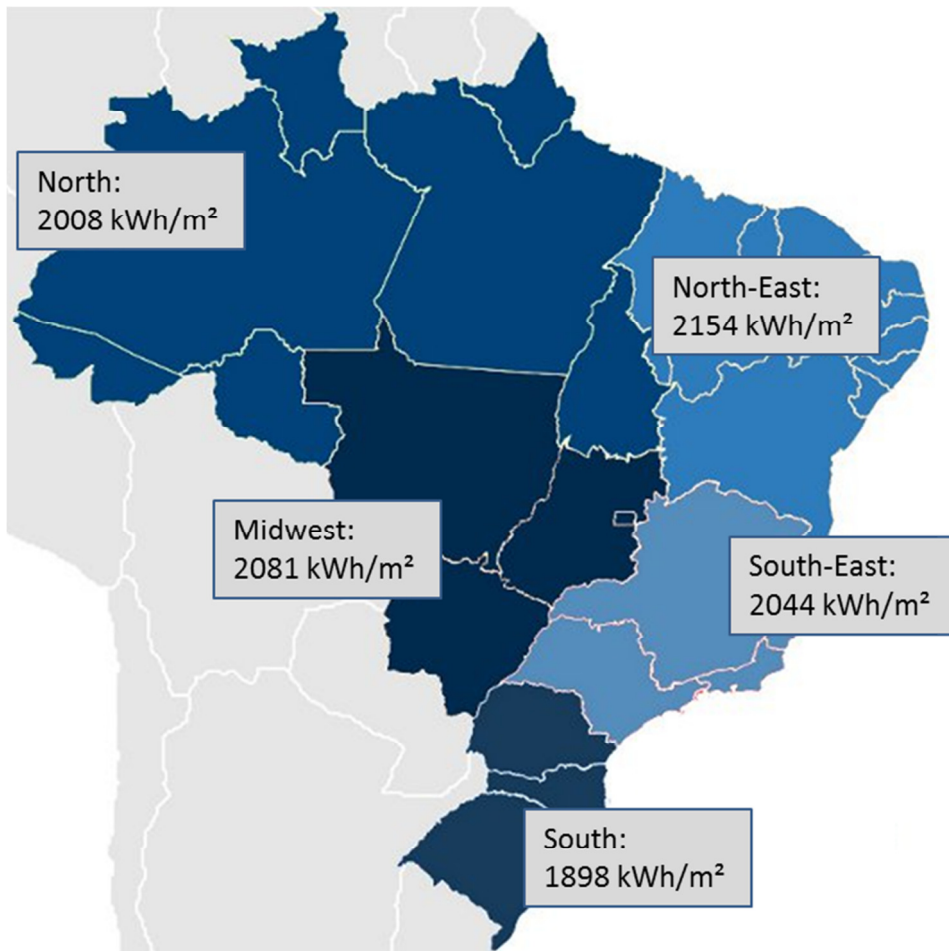 North:
2008 kWh/m²
North-East:
2154 kWh/m²
Midwest:
2081 kWh/m²
South-East:
2044 kWh/m²
South:
1898 kWh/m²